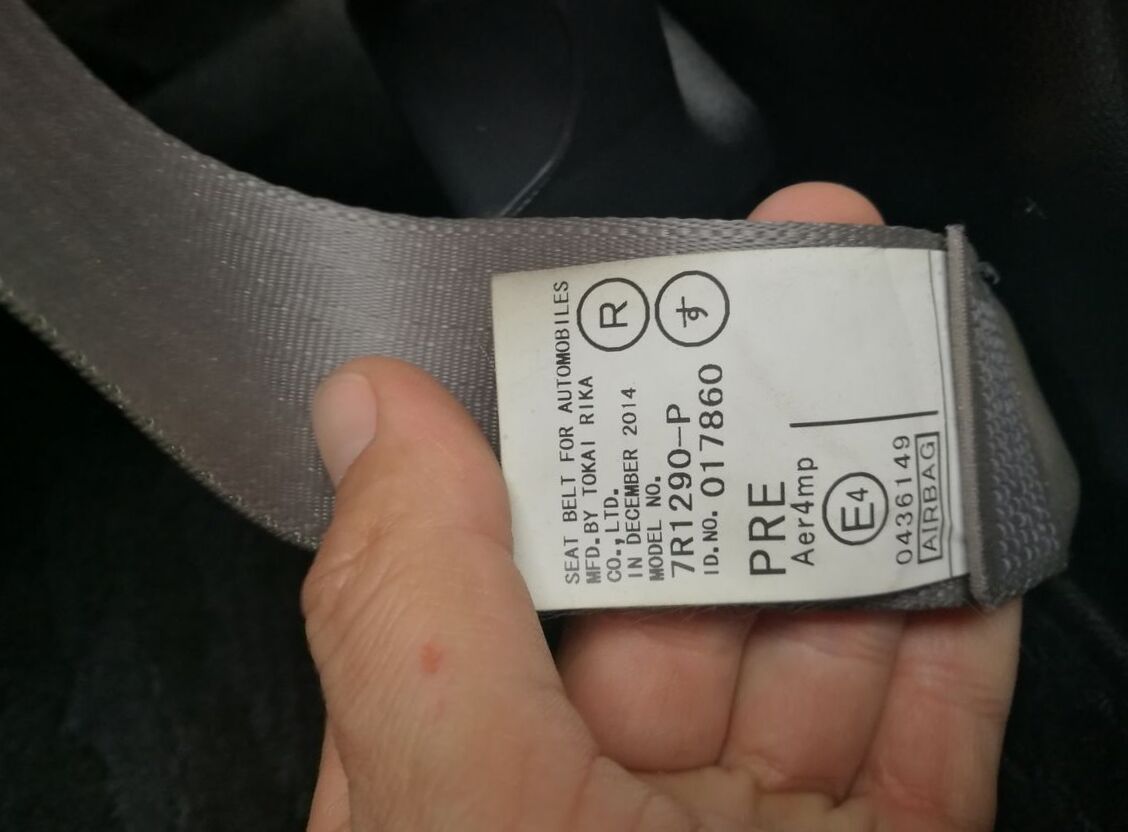 SEAT BELT FOR AUTOMOBILES
MFD.BY TOKAI RIKA
CO.,LTD.
IN DECEMBER 2014
MODEL NO.
7R1290-P
ID.NO. 017860
R
す
PRE
Aer4mp
E4
0436149
AIRBAG